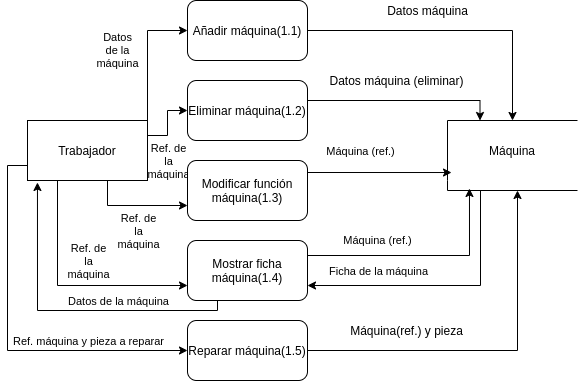 Datos máquina
Añadir máquina(1.1)
Datos
de la
máquina
Datos máquina (eliminar)
Eliminar máquina(1.2)
Trabajador
Ref. de
la
máquina
Máquina (ref.)
Máquina
Modificar función
máquina(1.3)
Ref. de
la
máquina
Ref. de
la
máquina
Máquina (ref.)
Mostrar ficha
máquina(1.4)
Ficha de la máquina
Datos de la máquina
Ref. máquina y pieza a reparar
Reparar máquina(1.5)
Máquina(ref.) y pieza